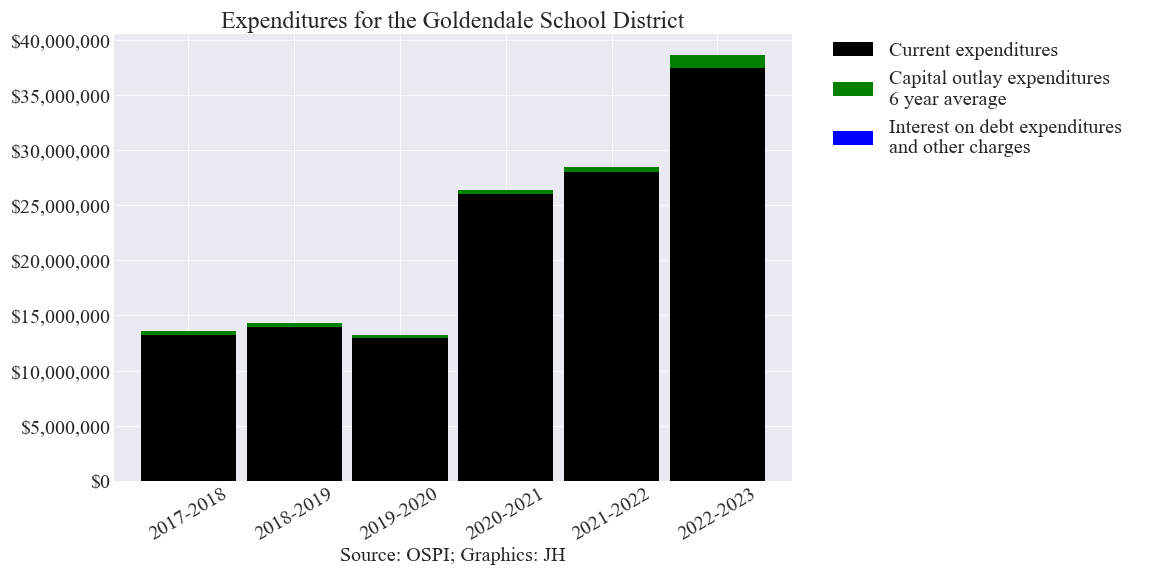 Expenditures for the Goldendale School District
$40,000,000
$35,000,000
$30,000,000
$25,000,000
$20,000,000
$15,000,000
$10,000,000
$5,000,000
$0
2017-2018
2018-2019
2019-2020
2020-2021
2021-2022
2022-2023
Source: OSPI; Graphics: JH
Current expenditures
Capital outlay expenditures
6 year average
Interest on debt expenditures
and other charges